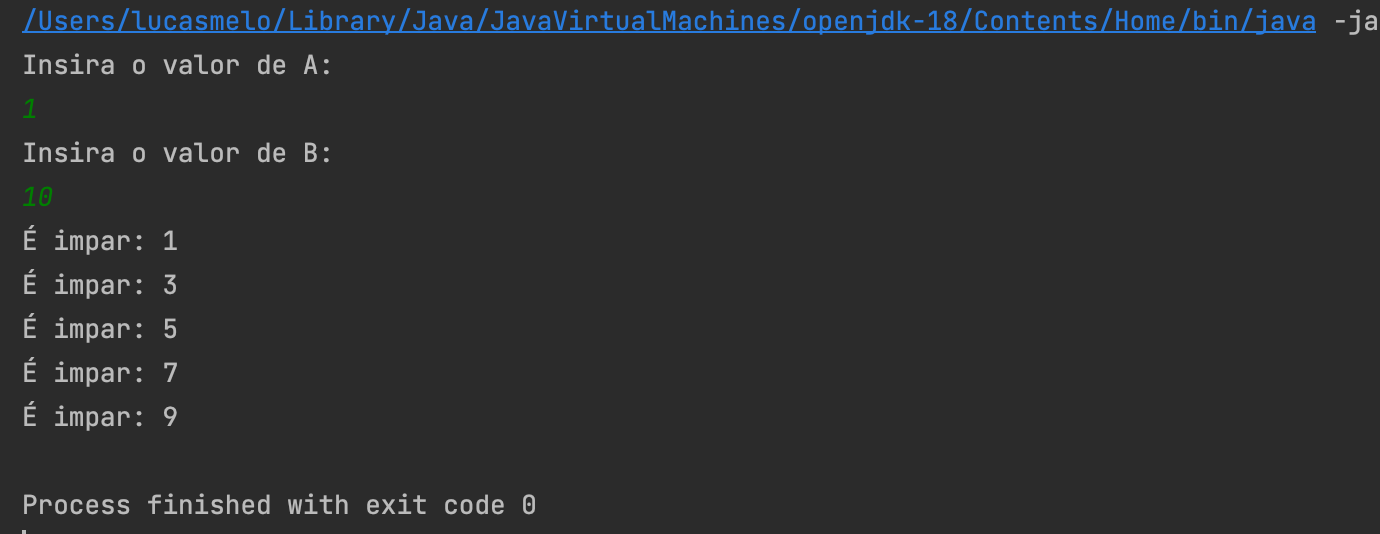 /Users/lucasmelo/Library/Java/JavaVirtualMachines/openjdk-18/Contents/Home/bin/java -ja
Insira o valor de A:
1
Insira o valor de B:
10
É impar: 1
É impar: 3
É impar: 5
É impar: 7
É impar: 9
Process finished with exit code 0